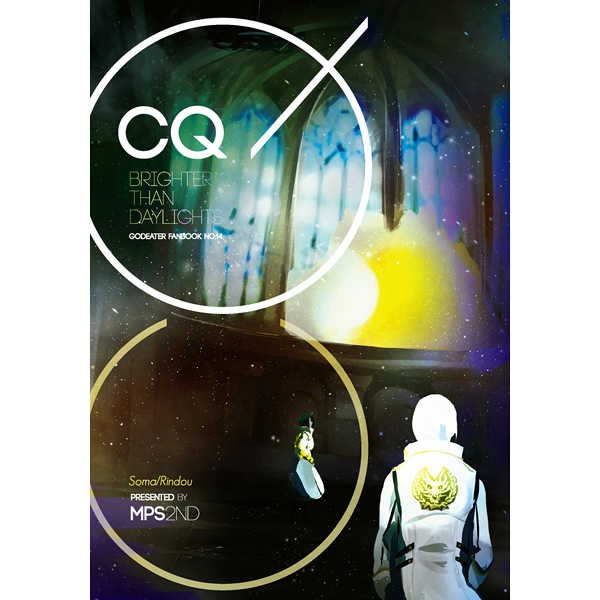 CQ
BRIGHTER
THAN
DAYLIGHTS
GODEATER FANBOOK NO.14
Soma/Rindou
PRESENTED BY
MPS2ND